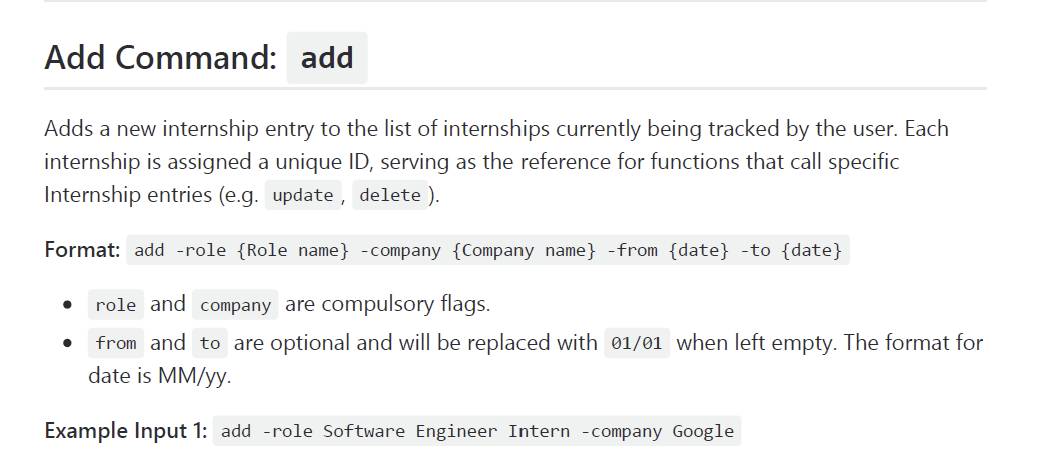 Add Command: add
Adds a new internship entry to the list of internships currently being tracked by the user. Each
internship is assigned a unique ID, serving as the reference for functions that call specific
Internship entries (e.g. update , delete ).
Format: add -role {Role name} -company {Company name} -from {date} -to {date}
• role and company are compulsory flags.
• from and to are optional and will be replaced with 01/01 when left empty. The format for
date is MM/yy.
Example Input 1: add -role Software Engineer Intern -company Google